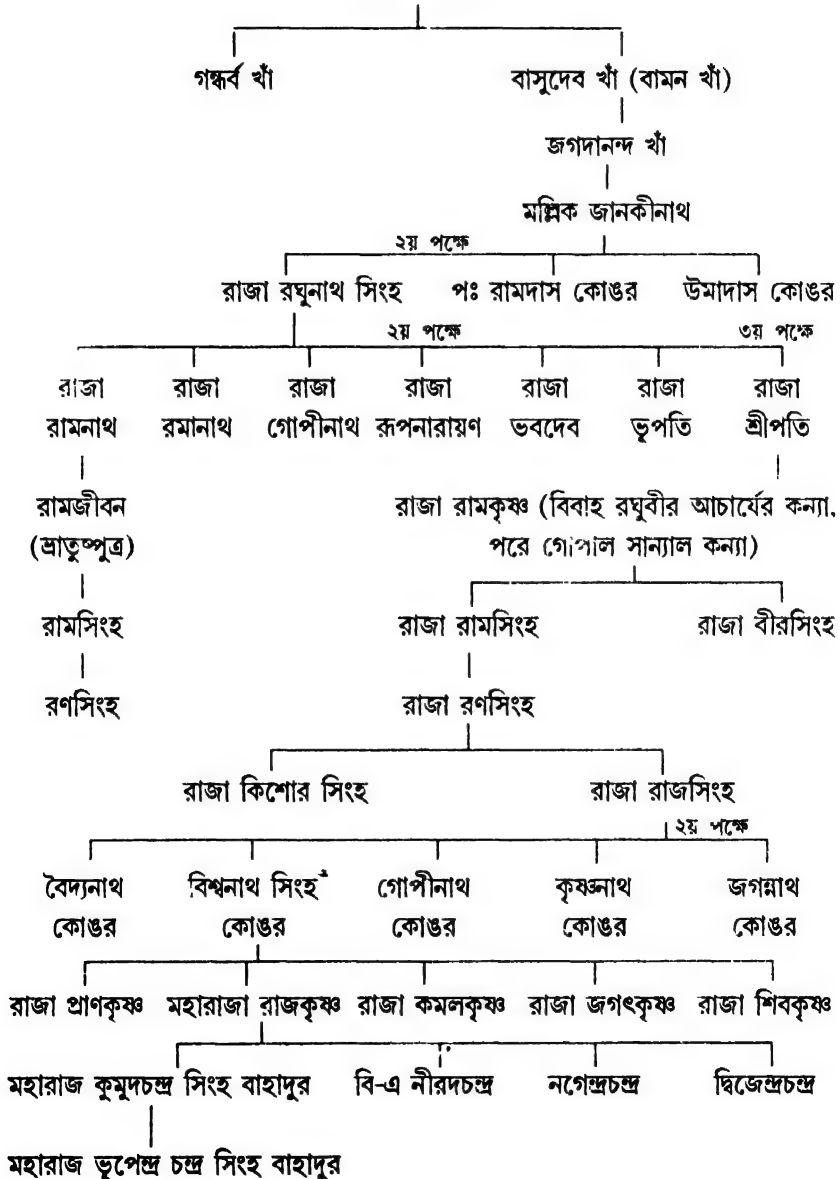 গন্ধর্ব খাঁ বাসুদেব খাঁ (বামন খাঁ)
জগদানন্দ খাঁ
মল্লিক জানকীনাথ
২য় পক্ষে
রাজা রঘুনাথ সিংহ পঃ রামদাস কোঙর উমাদাস কোঙর
২য় পক্ষে ৩য় পক্ষে
রাজা রাজা রাজা রাজা রাজা রাজা রাজা
রামনাথ রমানাথ গোপীনাথ রূপনারায়ণ ভবদেব ভূপতি শ্রীপতি
রামজীবন রাজা রামকৃষ্ণ (বিবাহ রঘুবীর আচার্যের কন্যা,
(ভ্রাতুষ্পুত্র) পরে গোপাল সান্যাল কন্যা)
রামসিংহ রাজা রামসিংহ রাজা বীরসিংহ
রণসিংহ রাজা রণসিংহ
রাজা কিশোর সিংহ রাজা রাজসিংহ
২য় পক্ষে
বৈদ্যনাথ বিশ্বনাথ সিংহ* গোপীনাথ কৃষ্ণনাথ জগন্নাথ
কোঙর কোঙর কোঙর কোঙর কোঙর
রাজা প্রাণকৃষ্ণ মহারাজা রাজকৃষ্ণ রাজা কমলকৃষ্ণ রাজা জগৎকৃষ্ণ রাজা শিবকৃষ্ণ
মহারাজ কুমুদচন্দ্র সিংহ বাহাদুর বি-এ নীরদচন্দ্র নগেন্দ্রচন্দ্র দ্বিজেন্দ্রচন্দ্র
মহারাজ ভূপেন্দ্র চন্দ্র সিংহ বাহাদুর